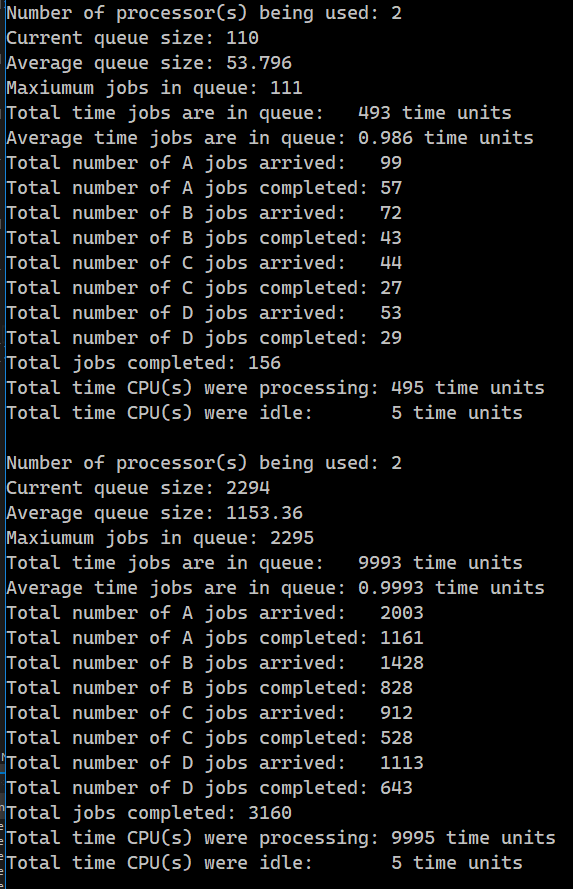 Number of processor(s) being used: 2
Current queue size: 110
Average queue size: 53.796
Maxiumum jobs in queue: 111
Total time jobs are in queue:   493 time units
Average time jobs are in queue: 0.986 time units
Total number of A jobs arrived:   99
Total number of A jobs completed: 57
Total number of B jobs arrived:   72
Total number of B jobs completed: 43
Total number of C jobs arrived:   44
Total number of C jobs completed: 27
Total number of D jobs arrived:   53
Total number of D jobs completed: 29
Total jobs completed: 156
Total time CPU(s) were processing: 495 time units
Total time CPU(s) were idle:       5 time units

Number of processor(s) being used: 2
Current queue size: 2294
Average queue size: 1153.36
Maxiumum jobs in queue: 2295
Total time jobs are in queue:   9993 time units
Average time jobs are in queue: 0.9993 time units
Total number of A jobs arrived:   2003
Total number of A jobs completed: 1161
Total number of B jobs arrived:   1428
Total number of B jobs completed: 828
Total number of C jobs arrived:   912
Total number of C jobs completed: 528
Total number of D jobs arrived:   1113
Total number of D jobs completed: 643
Total jobs completed: 3160
Total time CPU(s) were processing: 9995 time units
Total time CPU(s) were idle:       5 time units